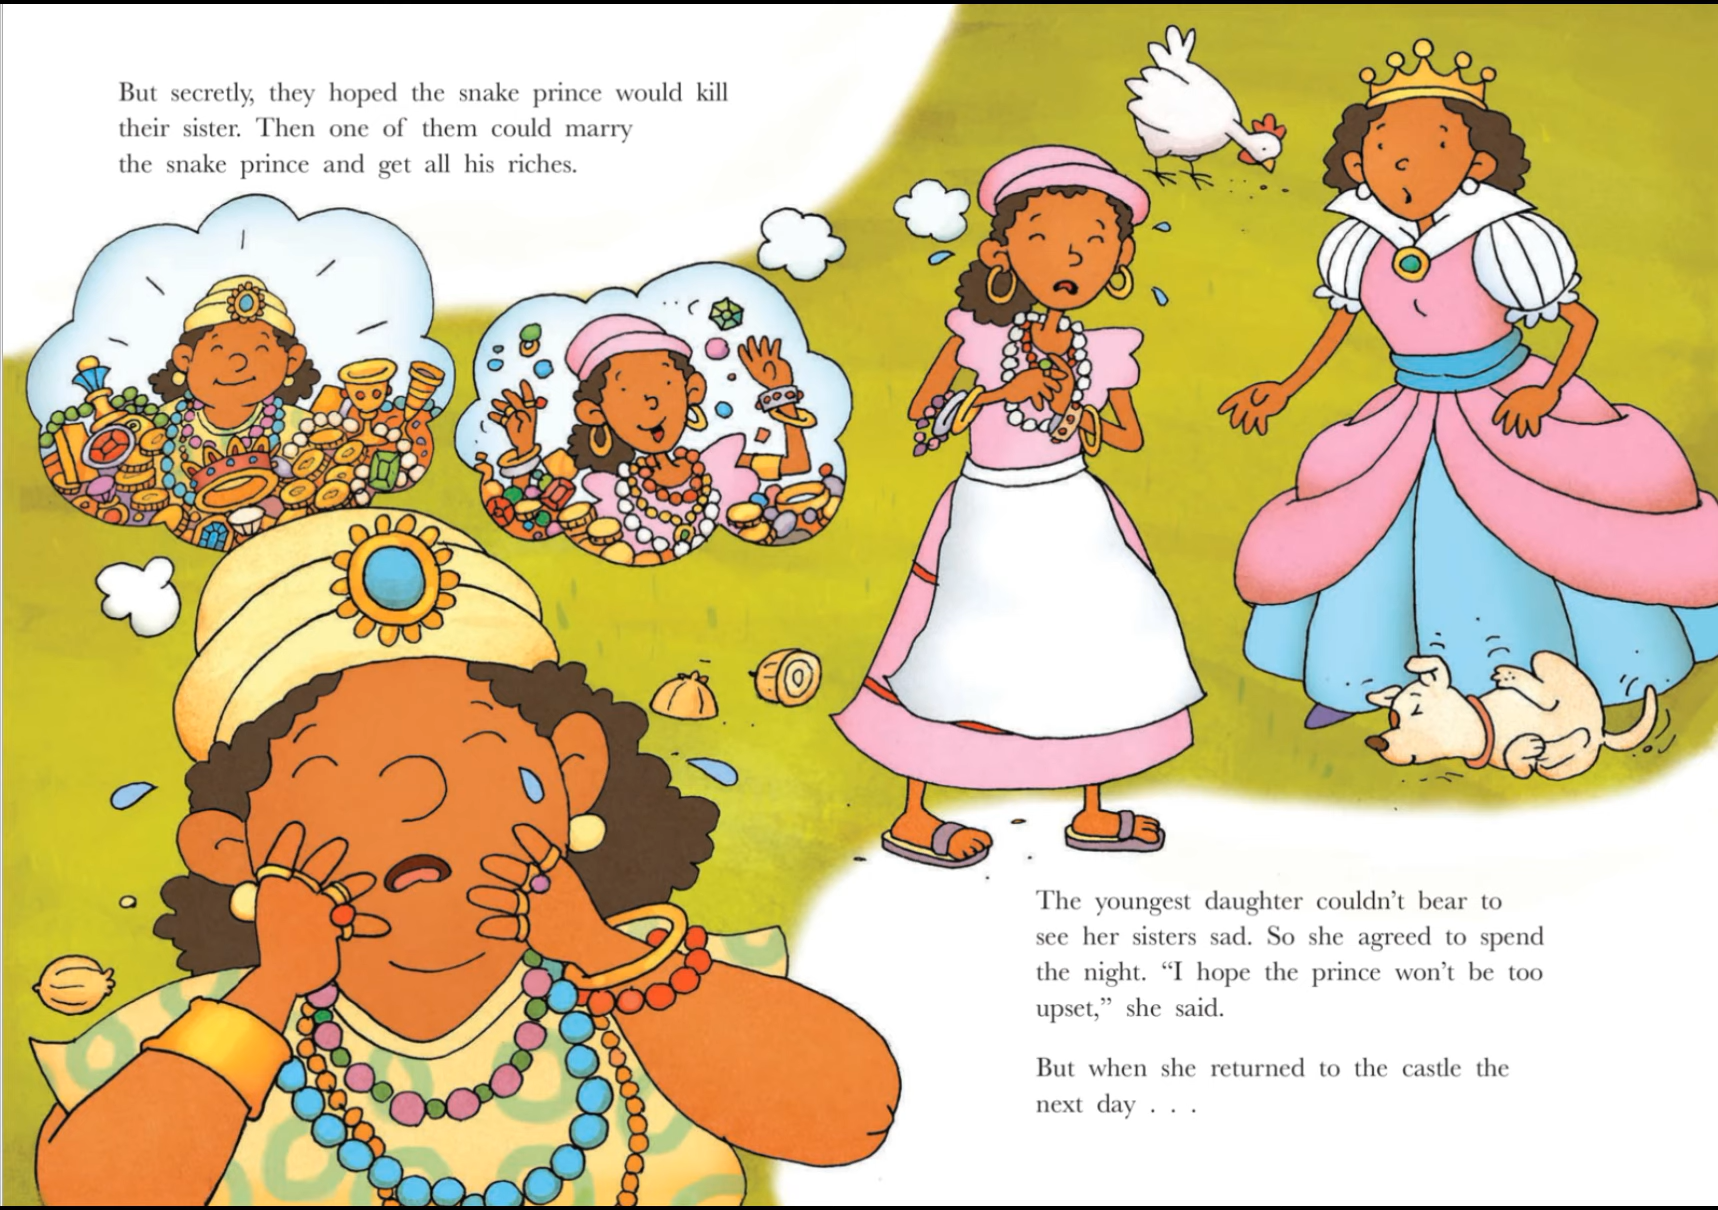 But secretly, they hoped the snake prince would kill
their sister. Then one of them could marry
the snake prince and get all his riches.
The youngest daughter couldn’t bear to
see her sisters sad. So she agreed to spend
the night. “I hope the prince won’t be too
upset,” she said.
But when she returned to the castle the
next day . . .